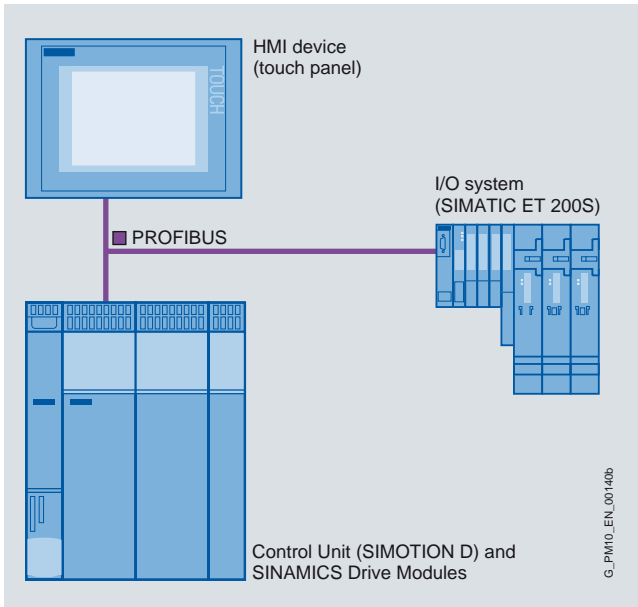 HMI device
(touch panel)
TOUCH
I/O system
(SIMATIC ET 200S)
PROFIBUS
Control Unit (SIMOTION D) and
SINAMICS Drive Modules
G_PM10_EN_00140b